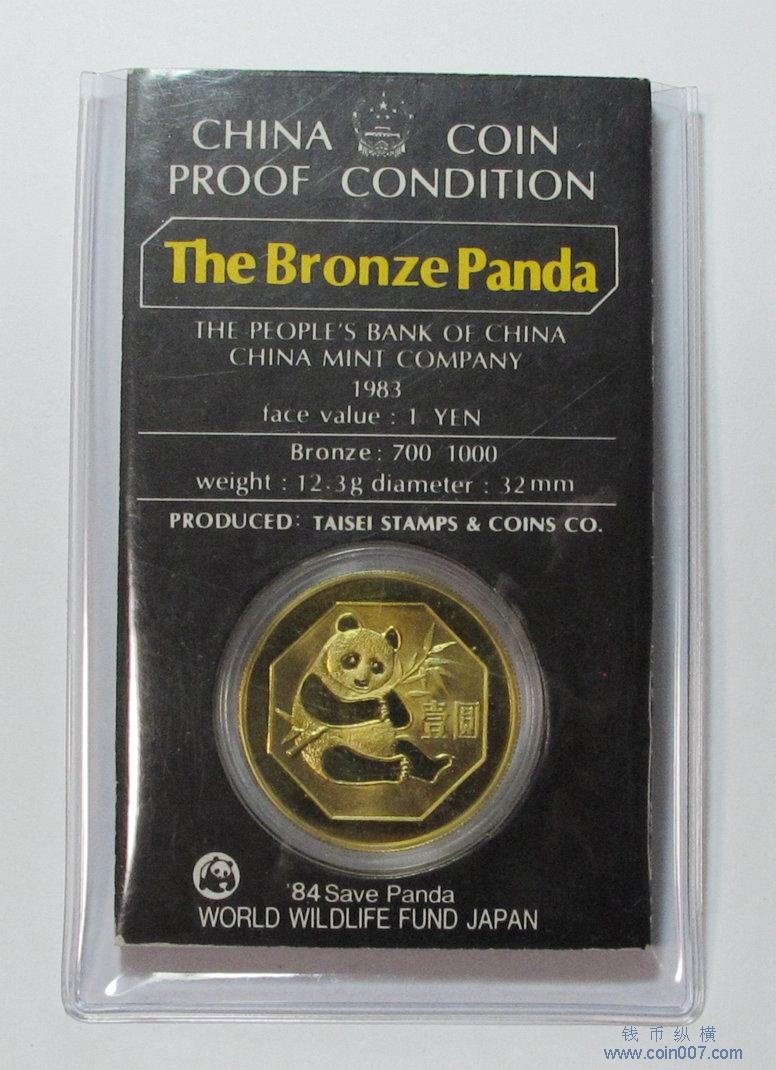 CHINA COIN
PROOF CONDITION
The Bronze Panda
THE PEOPLE'S BANK OF CHINA
CHINA MINT COMPANY
1983
face value : 1 YEN
Bronze : 700 1000
weight : 12.3g diameter : 32mm
PRODUCED: TAISEI STAMPS & COINS CO.
壹圆
'84 Save Panda
WORLD WILDLIFE FUND JAPAN
钱币纵横
www.coin007.com